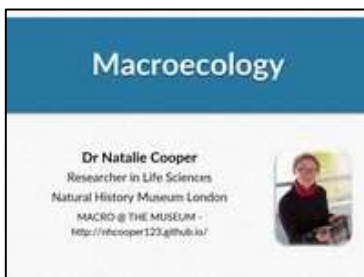 Macroecology
Dr Natalie Cooper
Researcher in Life Sciences
Natural History Museum London
MACRO @ THE MUSEUM -
http://nhcooper123.github.io/